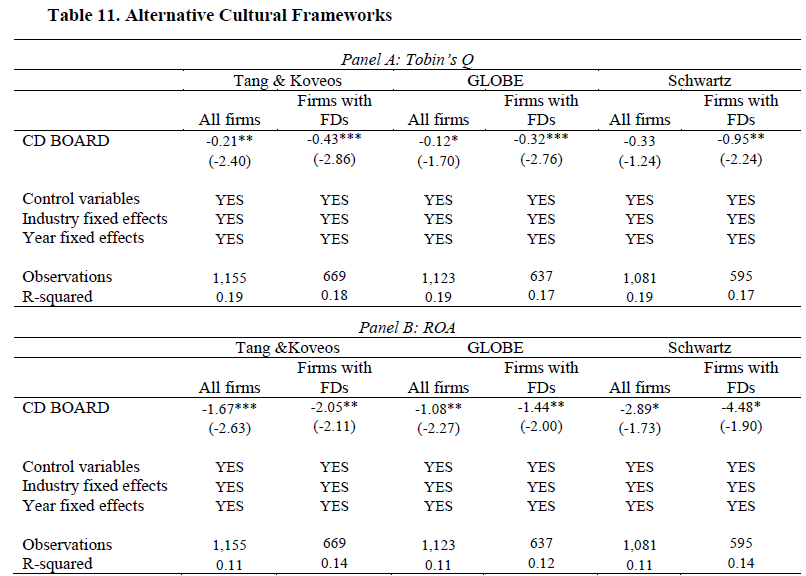 Table 11. Alternative Cultural Frameworks
Panel A: Tobin's Q
Tang & Koveos GLOBE Schwartz
All firms Firms with FDs All firms Firms with FDs All firms Firms with FDs
CD BOARD -0.21** -0.43*** -0.12* -0.32*** -0.33 -0.95**
(-2.40) (-2.86) (-1.70) (-2.76) (-1.24) (-2.24)
Control variables YES YES YES YES YES YES
Industry fixed effects YES YES YES YES YES YES
Year fixed effects YES YES YES YES YES YES
Observations 1,155 669 1,123 637 1,081 595
R-squared 0.19 0.18 0.19 0.17 0.19 0.17
Panel B: ROA
Tang &Koveos GLOBE Schwartz
All firms Firms with FDs All firms Firms with FDs All firms Firms with FDs
CD BOARD -1.67*** -2.05** -1.08** -1.44** -2.89* -4.48*
(-2.63) (-2.11) (-2.27) (-2.00) (-1.73) (-1.90)
Control variables YES YES YES YES YES YES
Industry fixed effects YES YES YES YES YES YES
Year fixed effects YES YES YES YES YES YES
Observations 1,155 669 1,123 637 1,081 595
R-squared 0.11 0.14 0.11 0.12 0.11 0.14